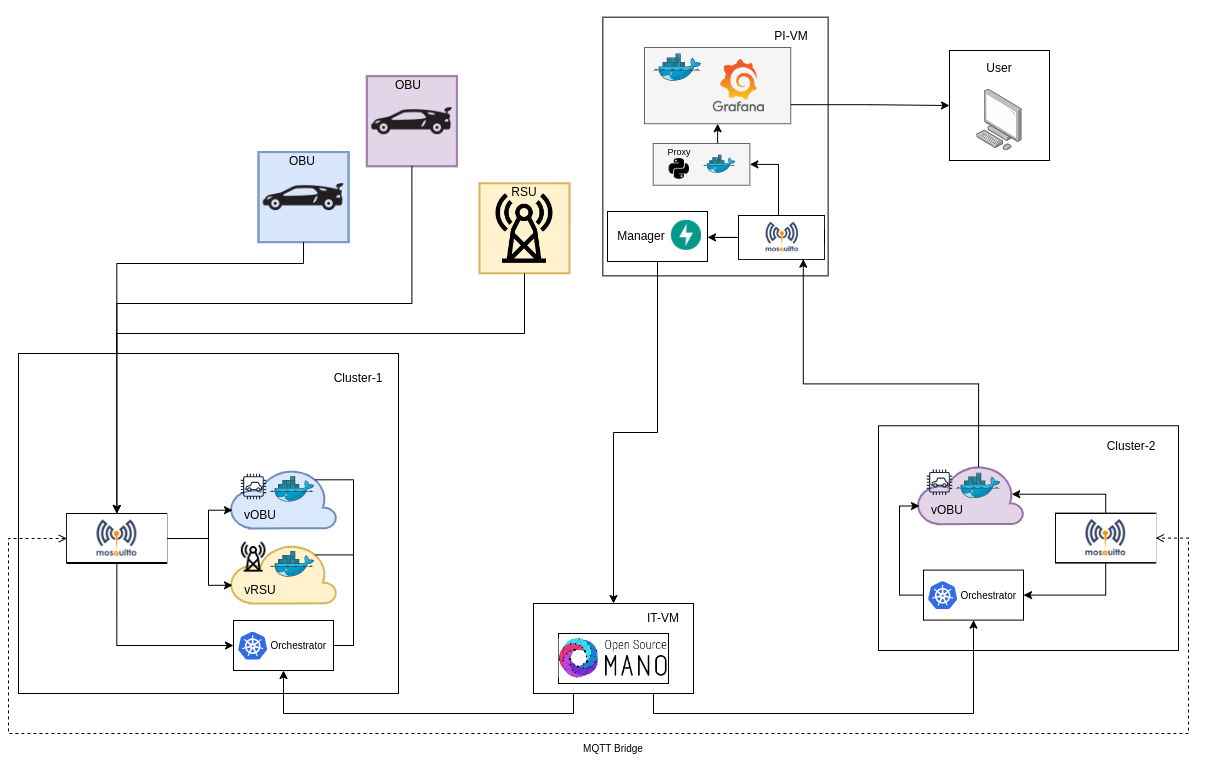 PI-VM
Grafana
User
OBU
OBU
RSU
Proxy
Manager
mosquitto
Cluster-1
Cluster-2
vOBU
mosquitto
vRSU
Orchestrator
vOBU
mosquitto
Orchestrator
IT-VM
Open Source
MANO
MQTT Bridge